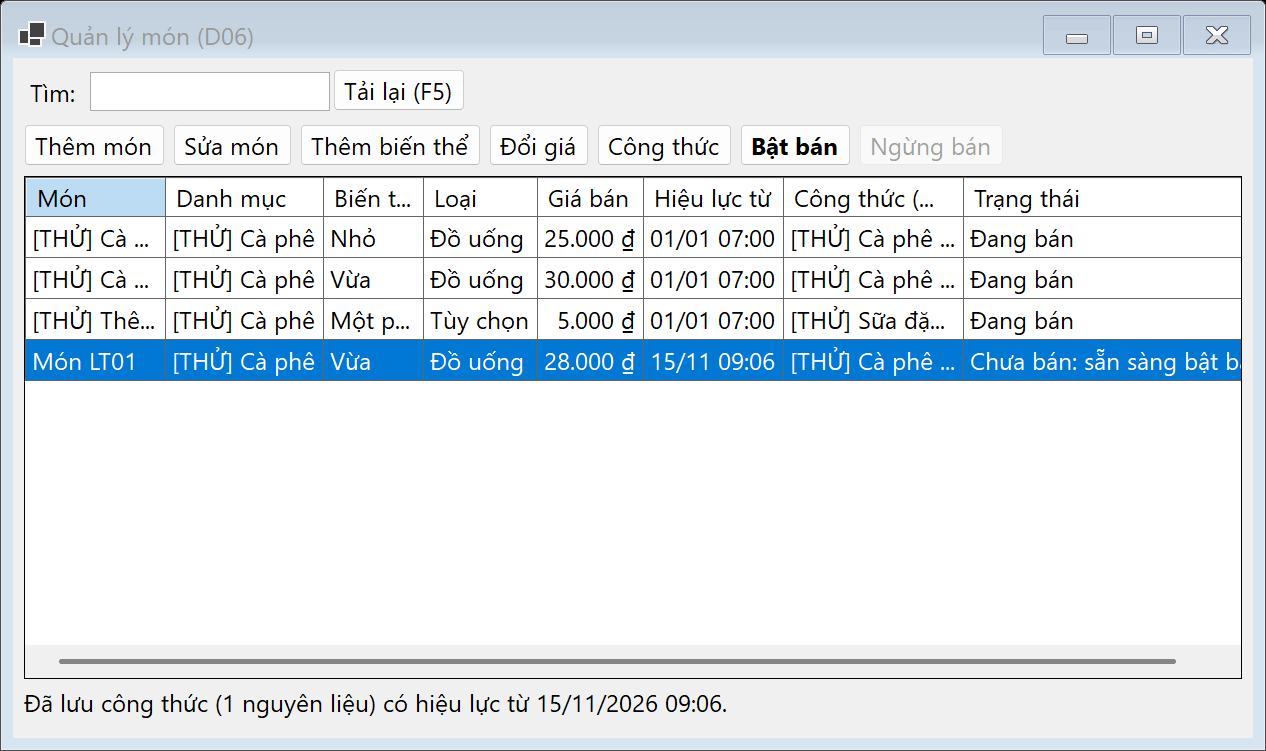 Quản lý món (D06)
Tìm: Tải lại (F5)
Thêm món Sửa món Thêm biến thể Đổi giá Công thức Bật bán Ngừng bán
Món Danh mục Biến t... Loại Giá bán Hiệu lực từ Công thức (... Trạng thái
[THỬ] Cà ... [THỬ] Cà phê Nhỏ Đồ uống 25.000 ₫ 01/01 07:00 [THỬ] Cà phê ... Đang bán
[THỬ] Cà ... [THỬ] Cà phê Vừa Đồ uống 30.000 ₫ 01/01 07:00 [THỬ] Cà phê ... Đang bán
[THỬ] Thê... [THỬ] Cà phê Một p... Tùy chọn 5.000 ₫ 01/01 07:00 [THỬ] Sữa đặ... Đang bán
Món LT01 [THỬ] Cà phê Vừa Đồ uống 28.000 ₫ 15/11 09:06 [THỬ] Cà phê ... Chưa bán: sẵn sàng bật
Đã lưu công thức (1 nguyên liệu) có hiệu lực từ 15/11/2026 09:06.